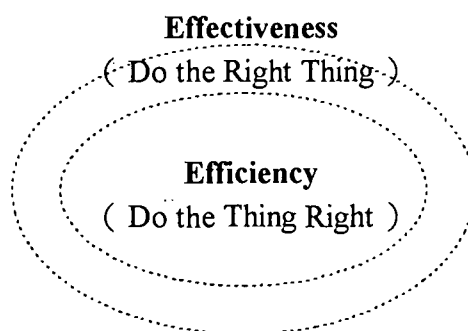 Effectiveness
( Do the Right Thing )
Efficiency
( Do the Thing Right )